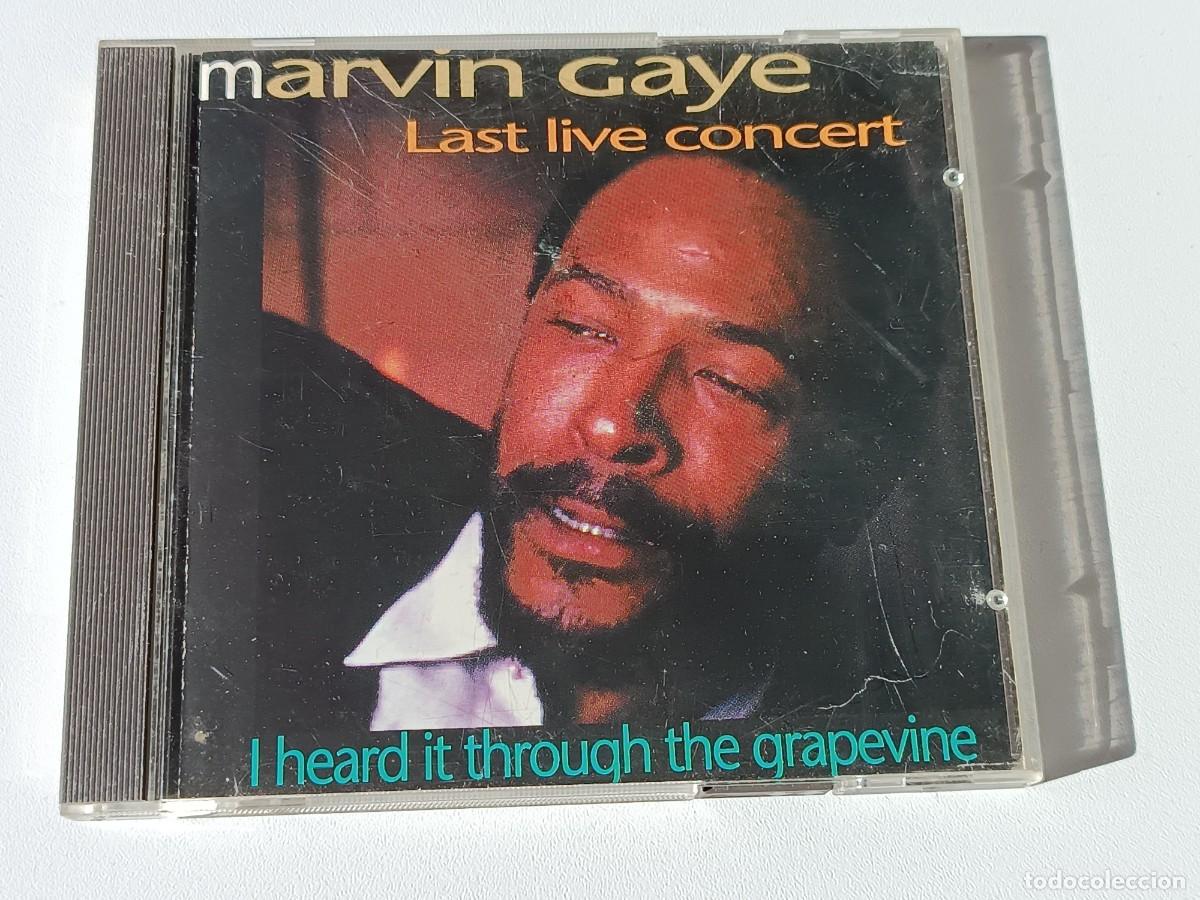 marvin Gaye
Last live concert
I heard it through the grapevine
todocoleccion